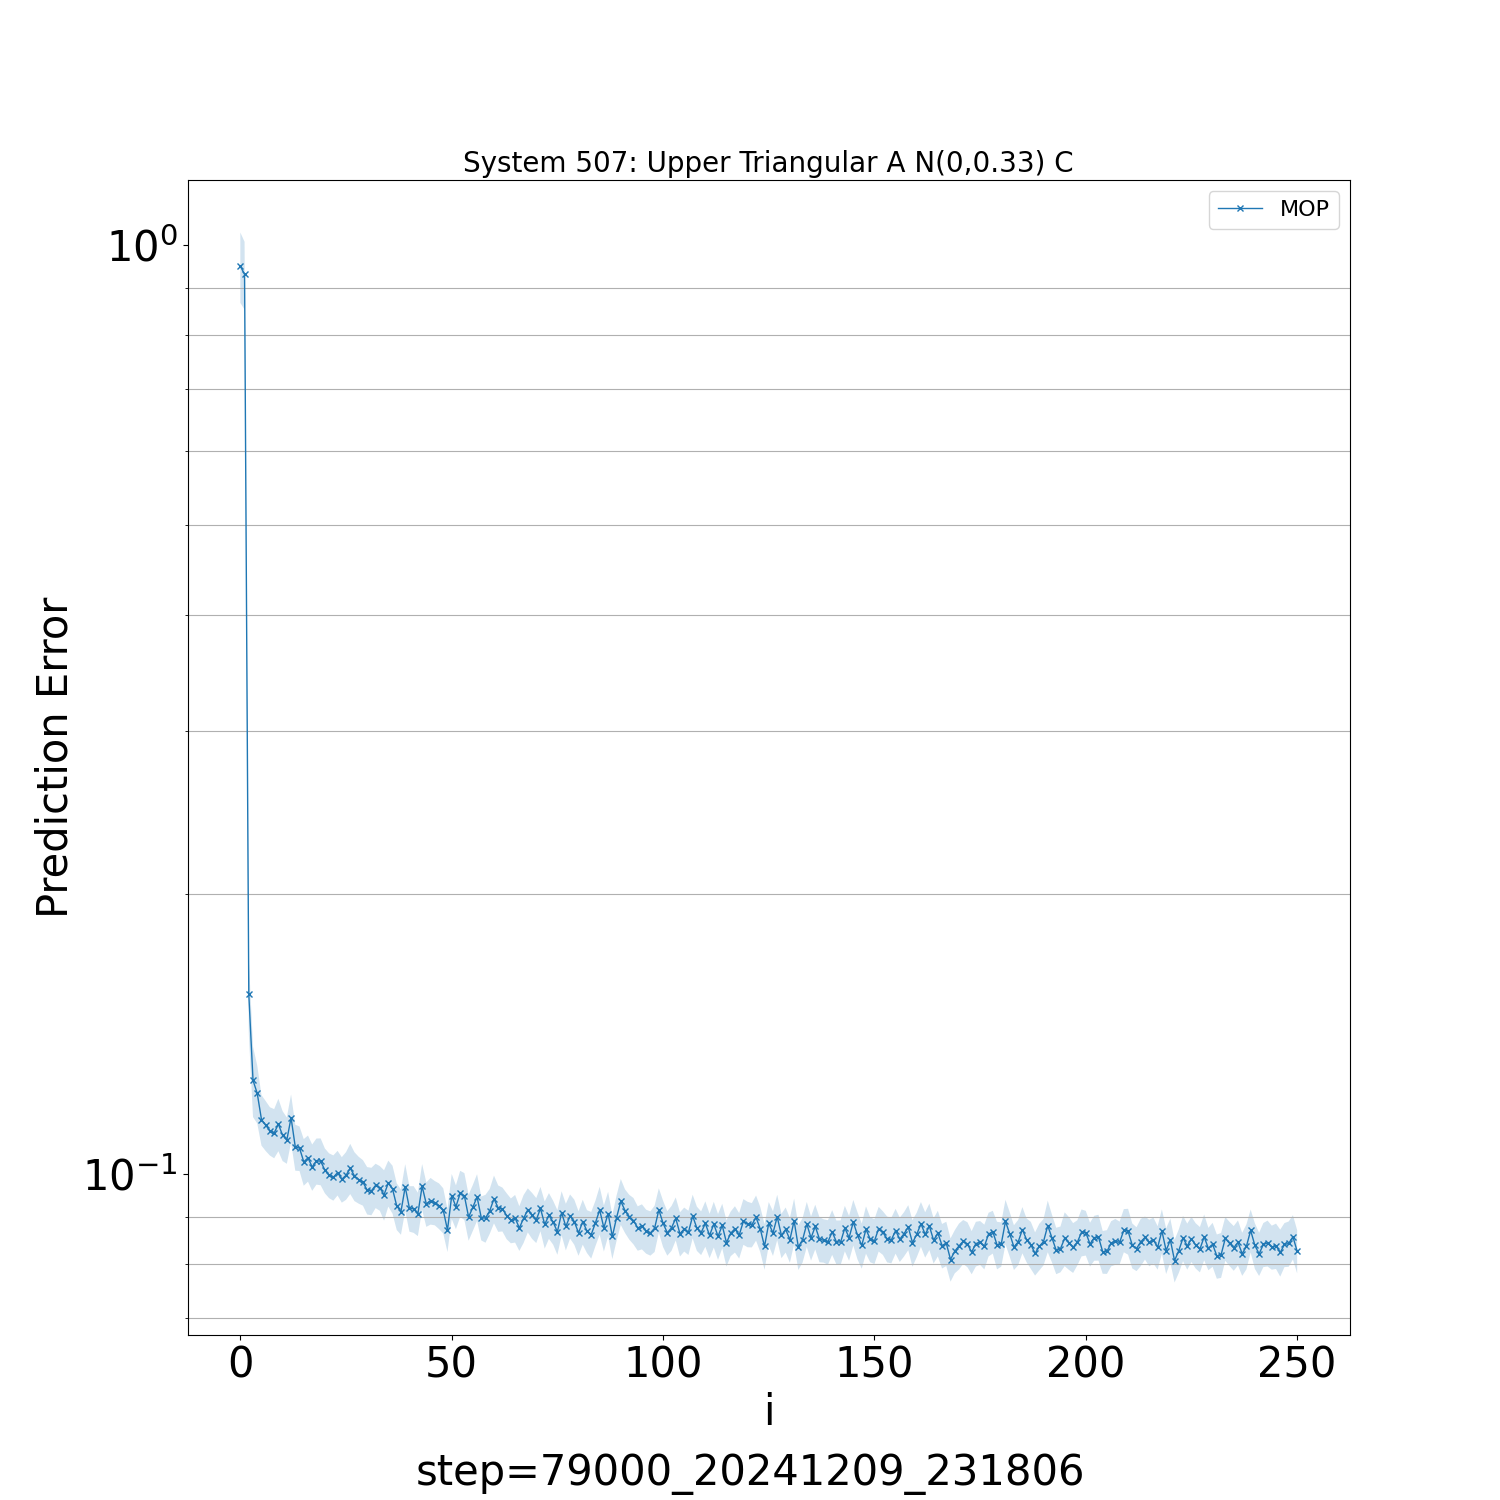 System 507: Upper Triangular A N(0,0.33) C
MOP
10⁰
10⁻¹
Prediction Error
0 50 100 150 200 250
i
step=79000_20241209_231806